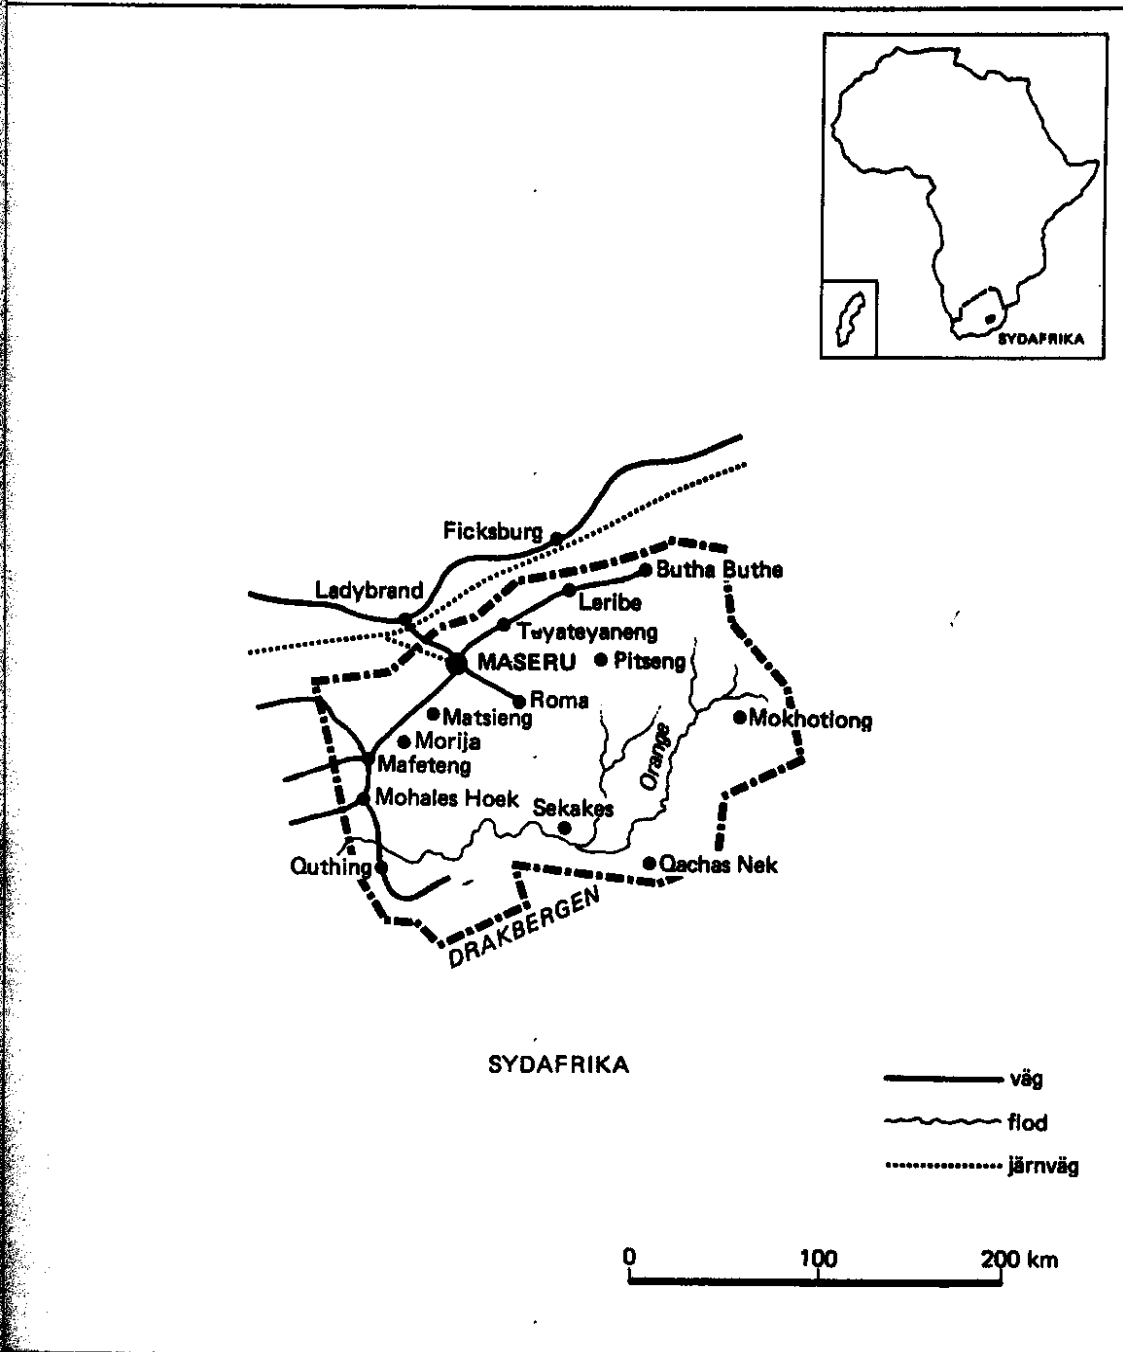 SYDAFRIKA
Ficksburg
Butha Buthe
Ladybrand
Leribe
Teyateyaneng
MASERU
Pitseng
Roma
Matsieng
Mokhotlong
Morija
Orange
Mafeteng
Mohales Hoek
Sekakes
Quthing
Qachas Nek
DRAKBERGEN
SYDAFRIKA
väg
flod
järnväg
0 100 200 km